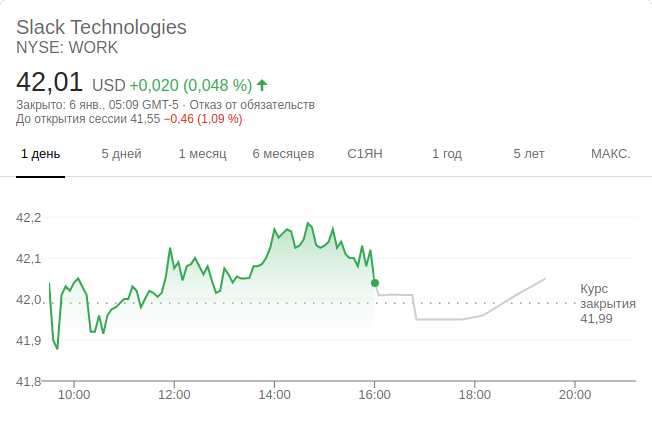 Slack Technologies
NYSE: WORK
42,01 USD +0,020 (0,048 %)
Закрыто: 6 янв., 05:09 GMT-5 · Отказ от обязательств
До открытия сессии 41,55 −0,46 (1,09 %)
1 день 5 дней 1 месяц 6 месяцев С1ЯН 1 год 5 лет МАКС.
42,2
42,1
42,0
41,9
41,8
Курс
закрытия
41,99
10:00 12:00 14:00 16:00 18:00 20:00